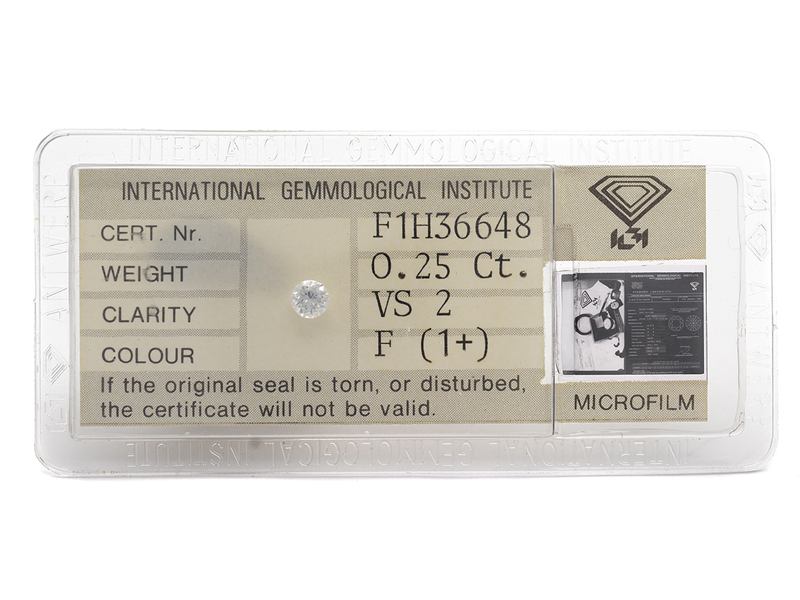 INTERNATIONAL GEMMOLOGICAL INSTITUTE
INTERNATIONAL GEMMOLOGICAL INSTITUTE
CERT. Nr. F1H36648
WEIGHT 0.25 Ct.
CLARITY VS 2
COLOUR F (1+)
If the original seal is torn, or disturbed,
the certificate will not be valid.
IGI
MICROFILM
ANTWERP
INTERNATIONAL GEMMOLOGICAL INSTITUTE